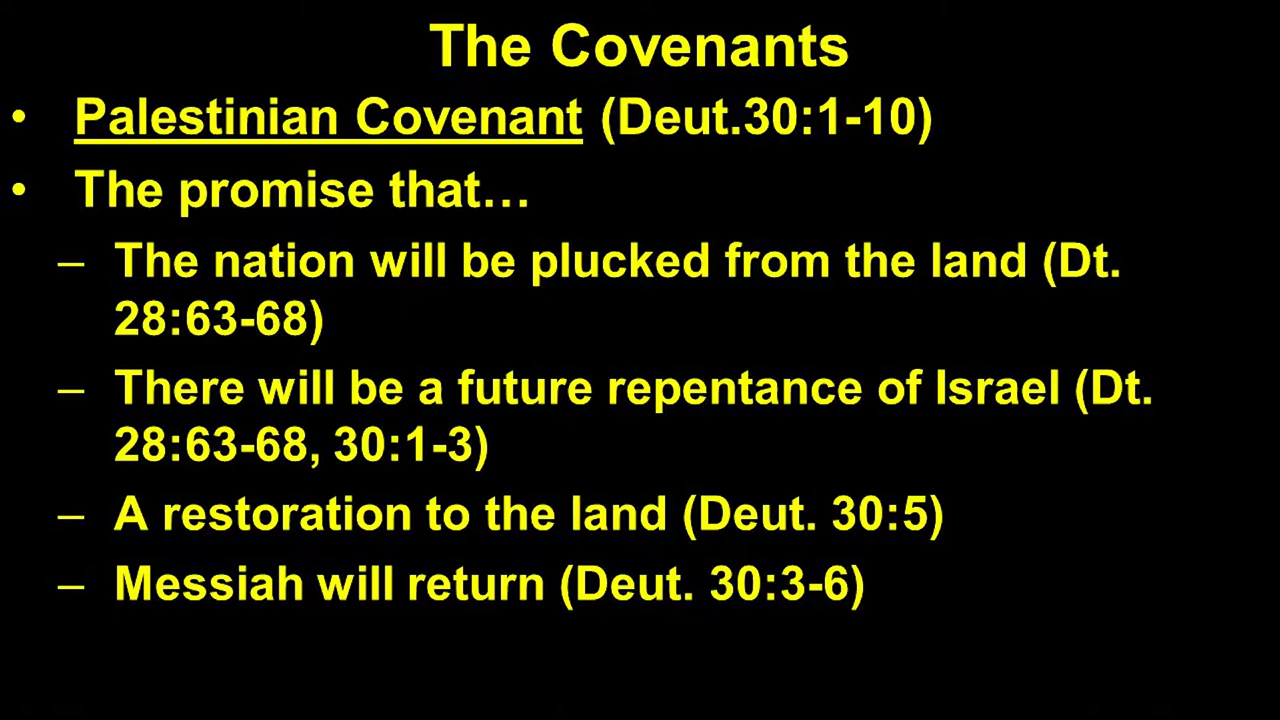 The Covenants
• Palestinian Covenant (Deut.30:1-10)
• The promise that…
– The nation will be plucked from the land (Dt.
28:63-68)
– There will be a future repentance of Israel (Dt.
28:63-68, 30:1-3)
– A restoration to the land (Deut. 30:5)
– Messiah will return (Deut. 30:3-6)